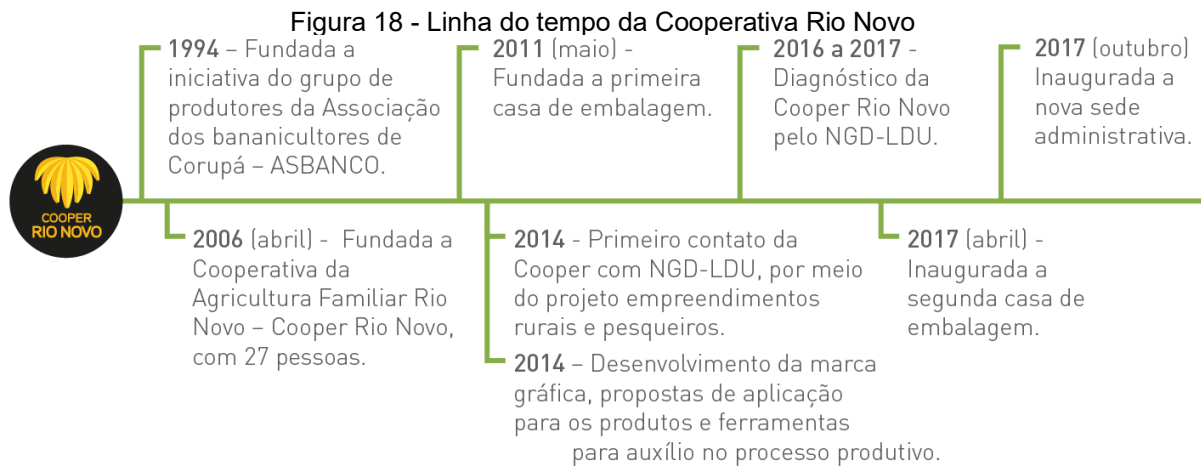 Figura 18 - Linha do tempo da Cooperativa Rio Novo
1994 – Fundada a
iniciativa do grupo de
produtores da Associação
dos bananicultores de
Corupá – ASBANCO.
2011 (maio) -
Fundada a primeira
casa de embalagem.
2016 a 2017 -
Diagnóstico da
Cooper Rio Novo
pelo NGD-LDU.
2017 (outubro)
Inaugurada a
nova sede
administrativa.
COOPER
RIO NOVO
2006 (abril) - Fundada a
Cooperativa da
Agricultura Familiar Rio
Novo – Cooper Rio Novo,
com 27 pessoas.
2014 - Primeiro contato da
Cooper com NGD-LDU, por meio
do projeto empreendimentos
rurais e pesqueiros.
2014 – Desenvolvimento da marca
gráfica, propostas de aplicação
para os produtos e ferramentas
para auxílio no processo produtivo.
2017 (abril) -
Inaugurada a
segunda casa de
embalagem.